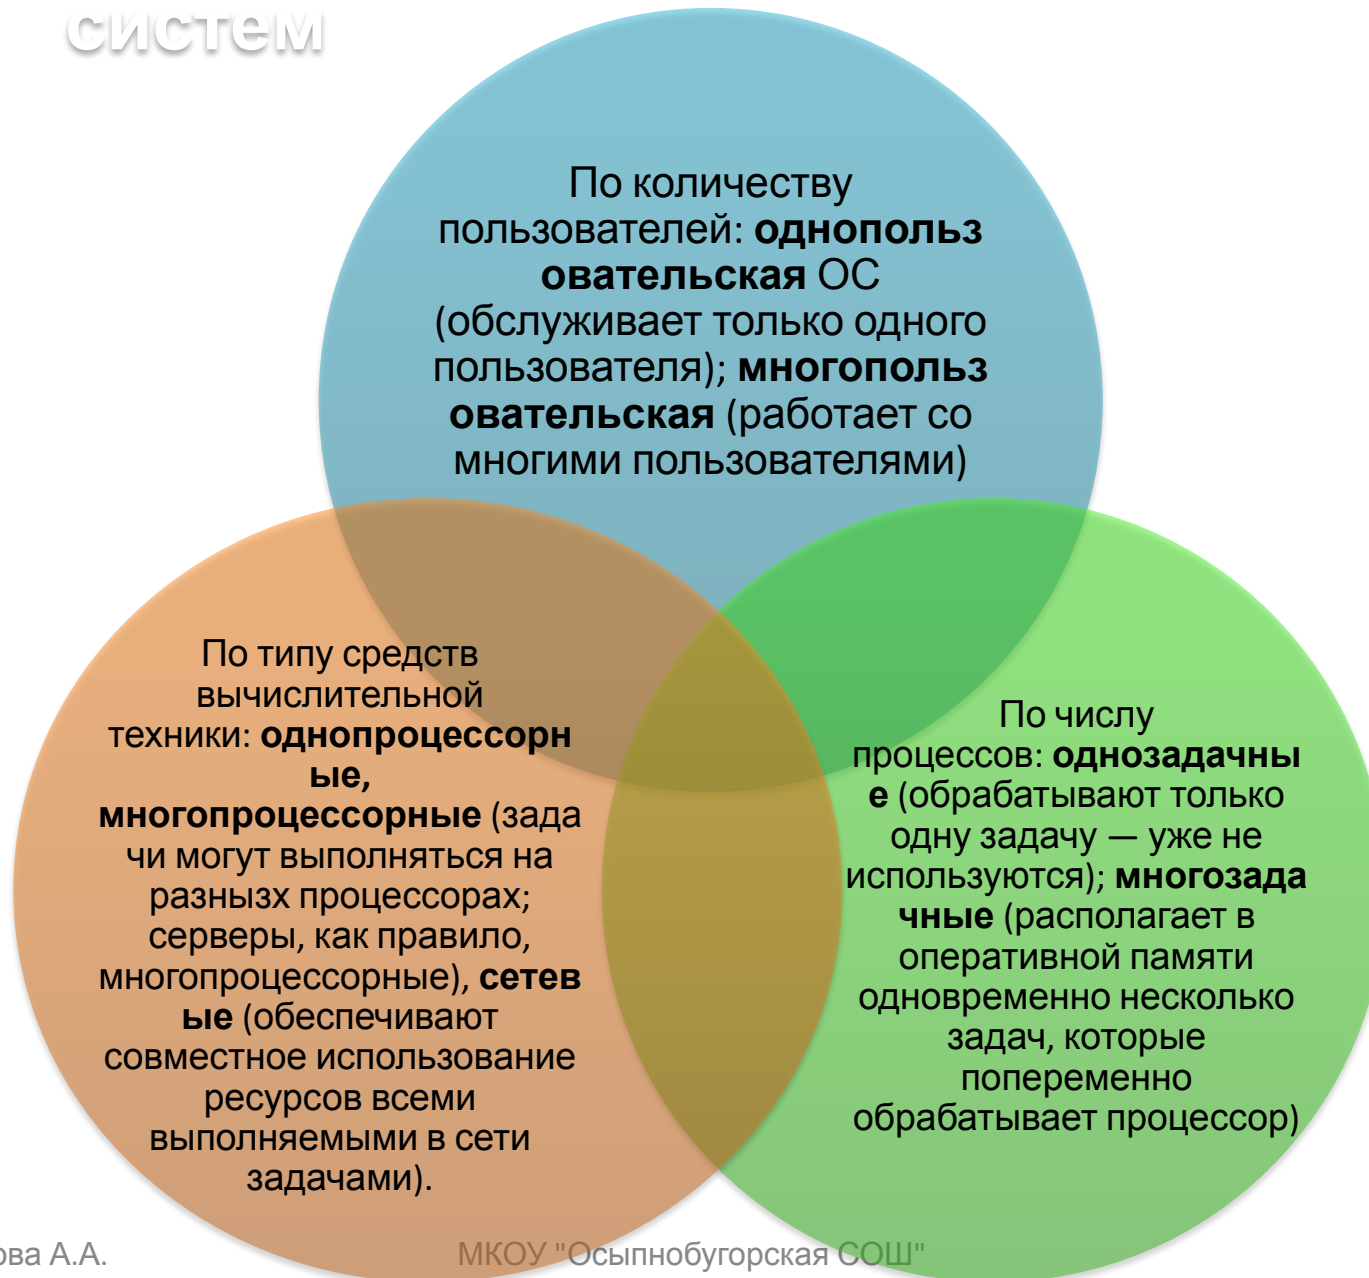 систем
По количеству
пользователей: однопольз
овательская ОС
(обслуживает только одного
пользователя); многопольз
овательская (работает со
многими пользователями)
По типу средств
вычислительной
техники: однопроцессорн
ые,
многопроцессорные (зада
чи могут выполняться на
разнызх процессорах;
серверы, как правило,
многопроцессорные), сетев
ые (обеспечивают
совместное использование
ресурсов всеми
выполняемыми в сети
задачами).
По числу
процессов: однозадачны
е (обрабатывают только
одну задачу — уже не
используются); многозада
чные (располагает в
оперативной памяти
одновременно несколько
задач, которые
попеременно
обрабатывает процессор)
ова А.А.
МКОУ "Осыпнобугорская СОШ"